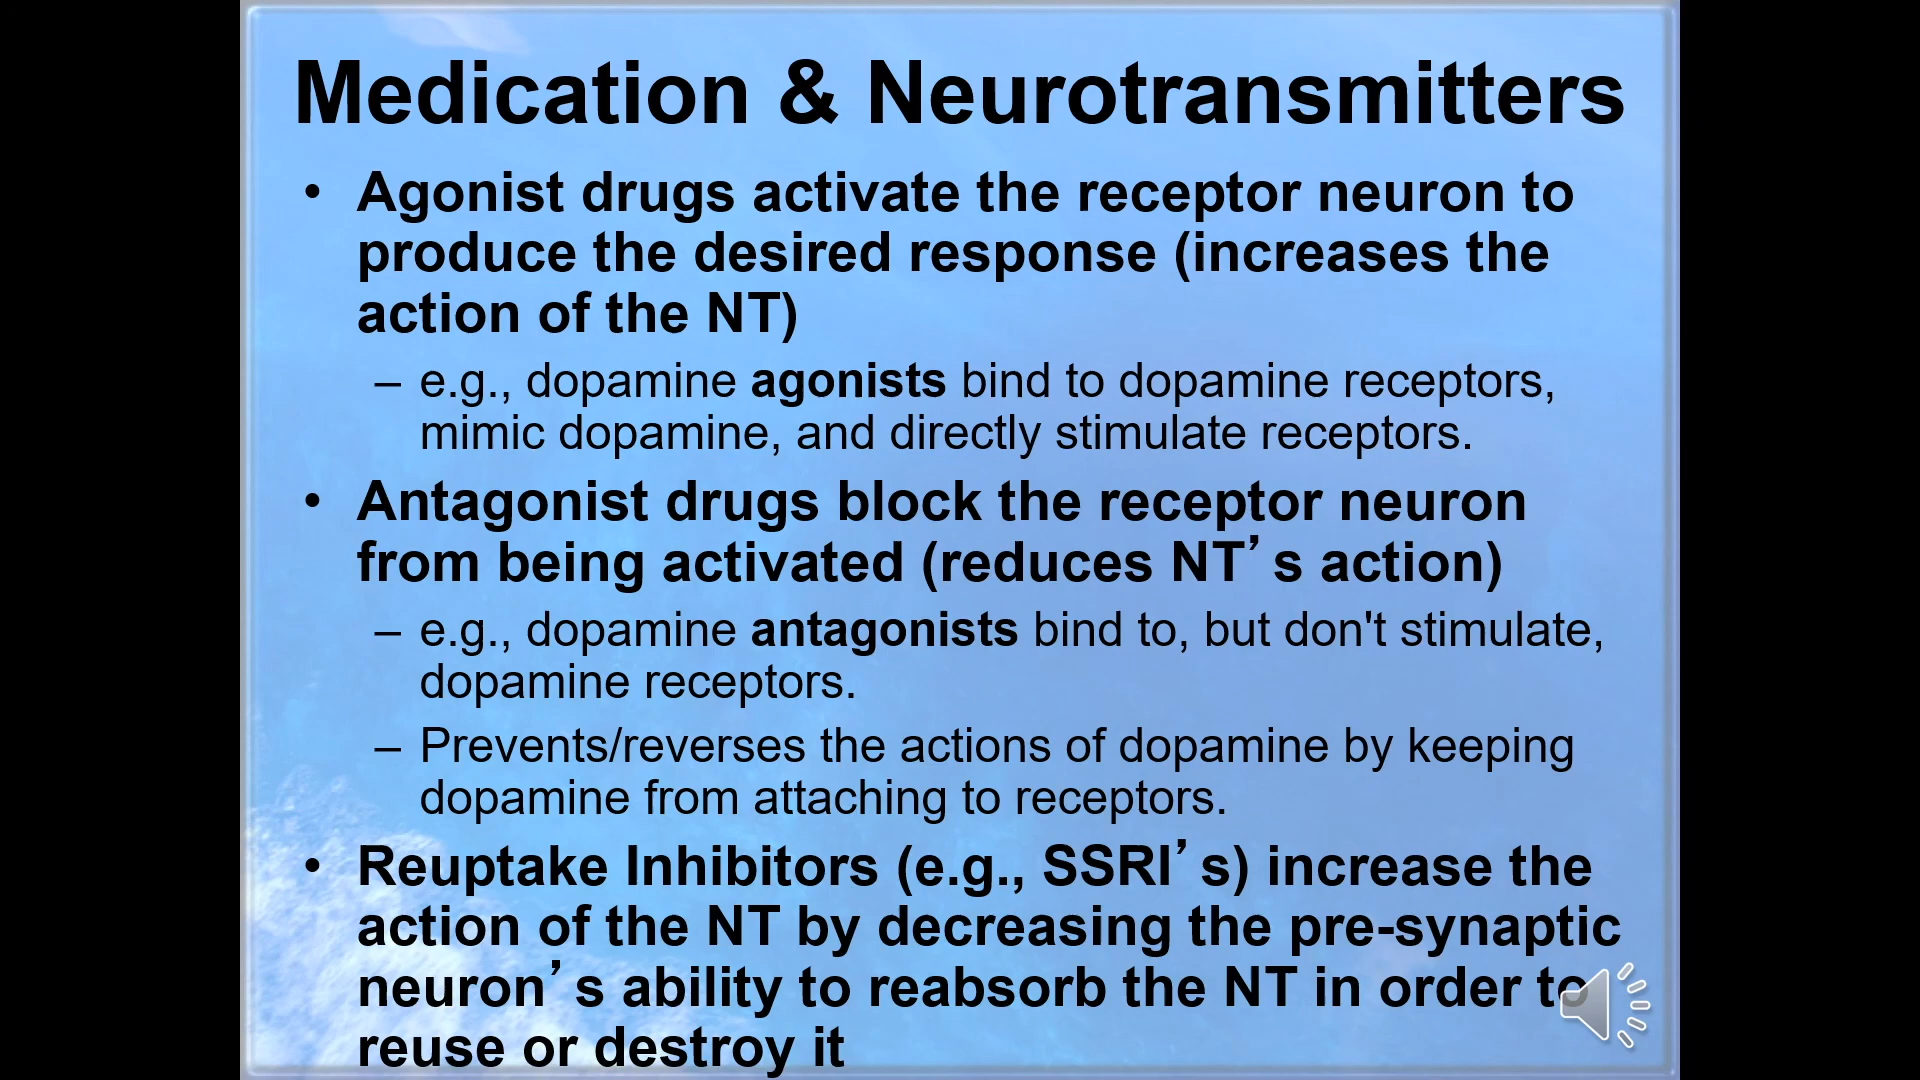 Medication & Neurotransmitters
• Agonist drugs activate the receptor neuron to
produce the desired response (increases the
action of the NT)
– e.g., dopamine agonists bind to dopamine receptors,
mimic dopamine, and directly stimulate receptors.
• Antagonist drugs block the receptor neuron
from being activated (reduces NT’s action)
– e.g., dopamine antagonists bind to, but don't stimulate,
dopamine receptors.
– Prevents/reverses the actions of dopamine by keeping
dopamine from attaching to receptors.
• Reuptake Inhibitors (e.g., SSRI’s) increase the
action of the NT by decreasing the pre-synaptic
neuron’s ability to reabsorb the NT in order to
reuse or destroy it